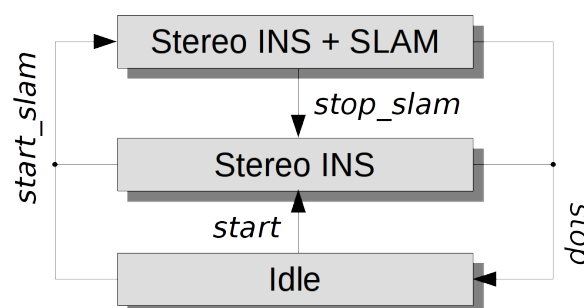 Stereo INS + SLAM
start_slam
stop_slam
Stereo INS
stop
start
Idle